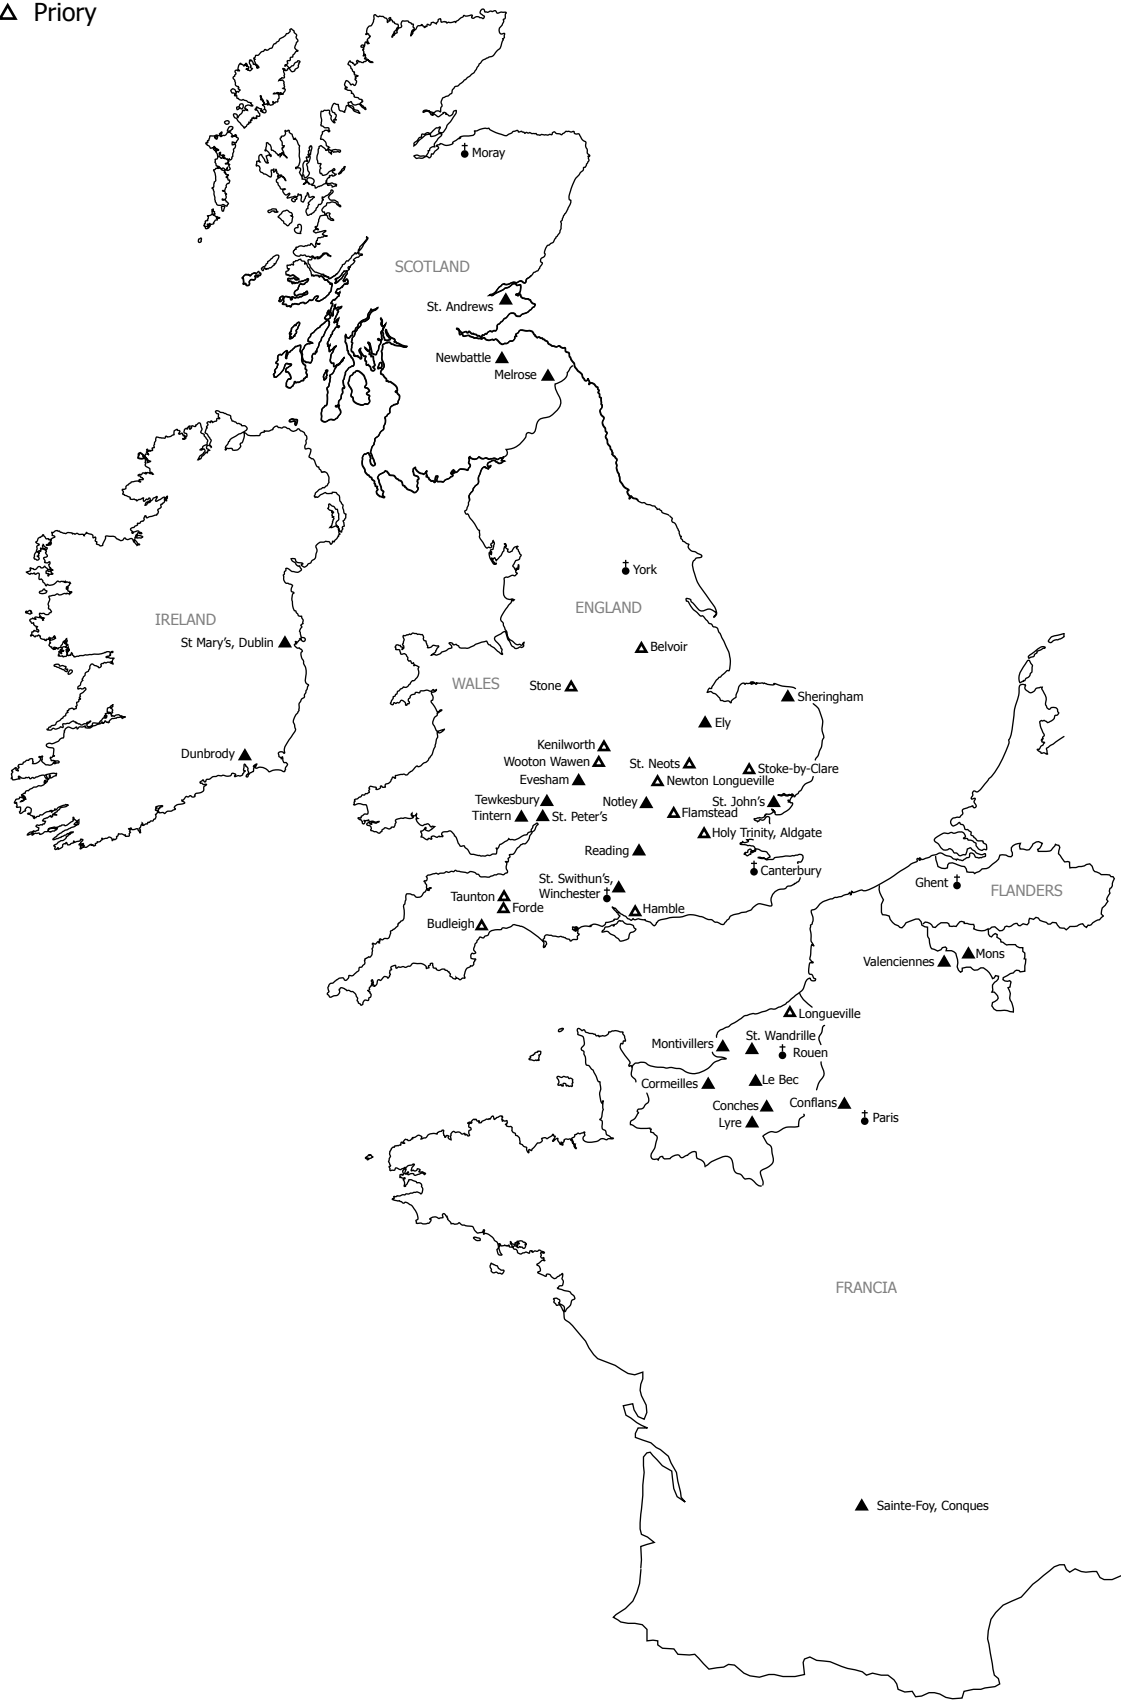 Priory
Moray
SCOTLAND
St. Andrews
Newbattle
Melrose
York
ENGLAND
IRELAND
St Mary's, Dublin
Belvoir
WALES
Stone
Sheringham
Ely
Kenilworth
Dunbrody
Wooton Wawen
St. Neots
Stoke-by-Clare
Evesham
Newton Longueville
Tewkesbury
Notley
St. John's
Tintern
St. Peter's
Flamstead
Holy Trinity, Aldgate
Reading
Canterbury
St. Swithun's,
Winchester
Ghent
FLANDERS
Taunton
Forde
Hamble
Budleigh
Mons
Valenciennes
Longueville
St. Wandrille
Montivillers
Rouen
Cormeilles
Le Bec
Conches
Conflans
Paris
Lyre
FRANCIA
Sainte-Foy, Conques